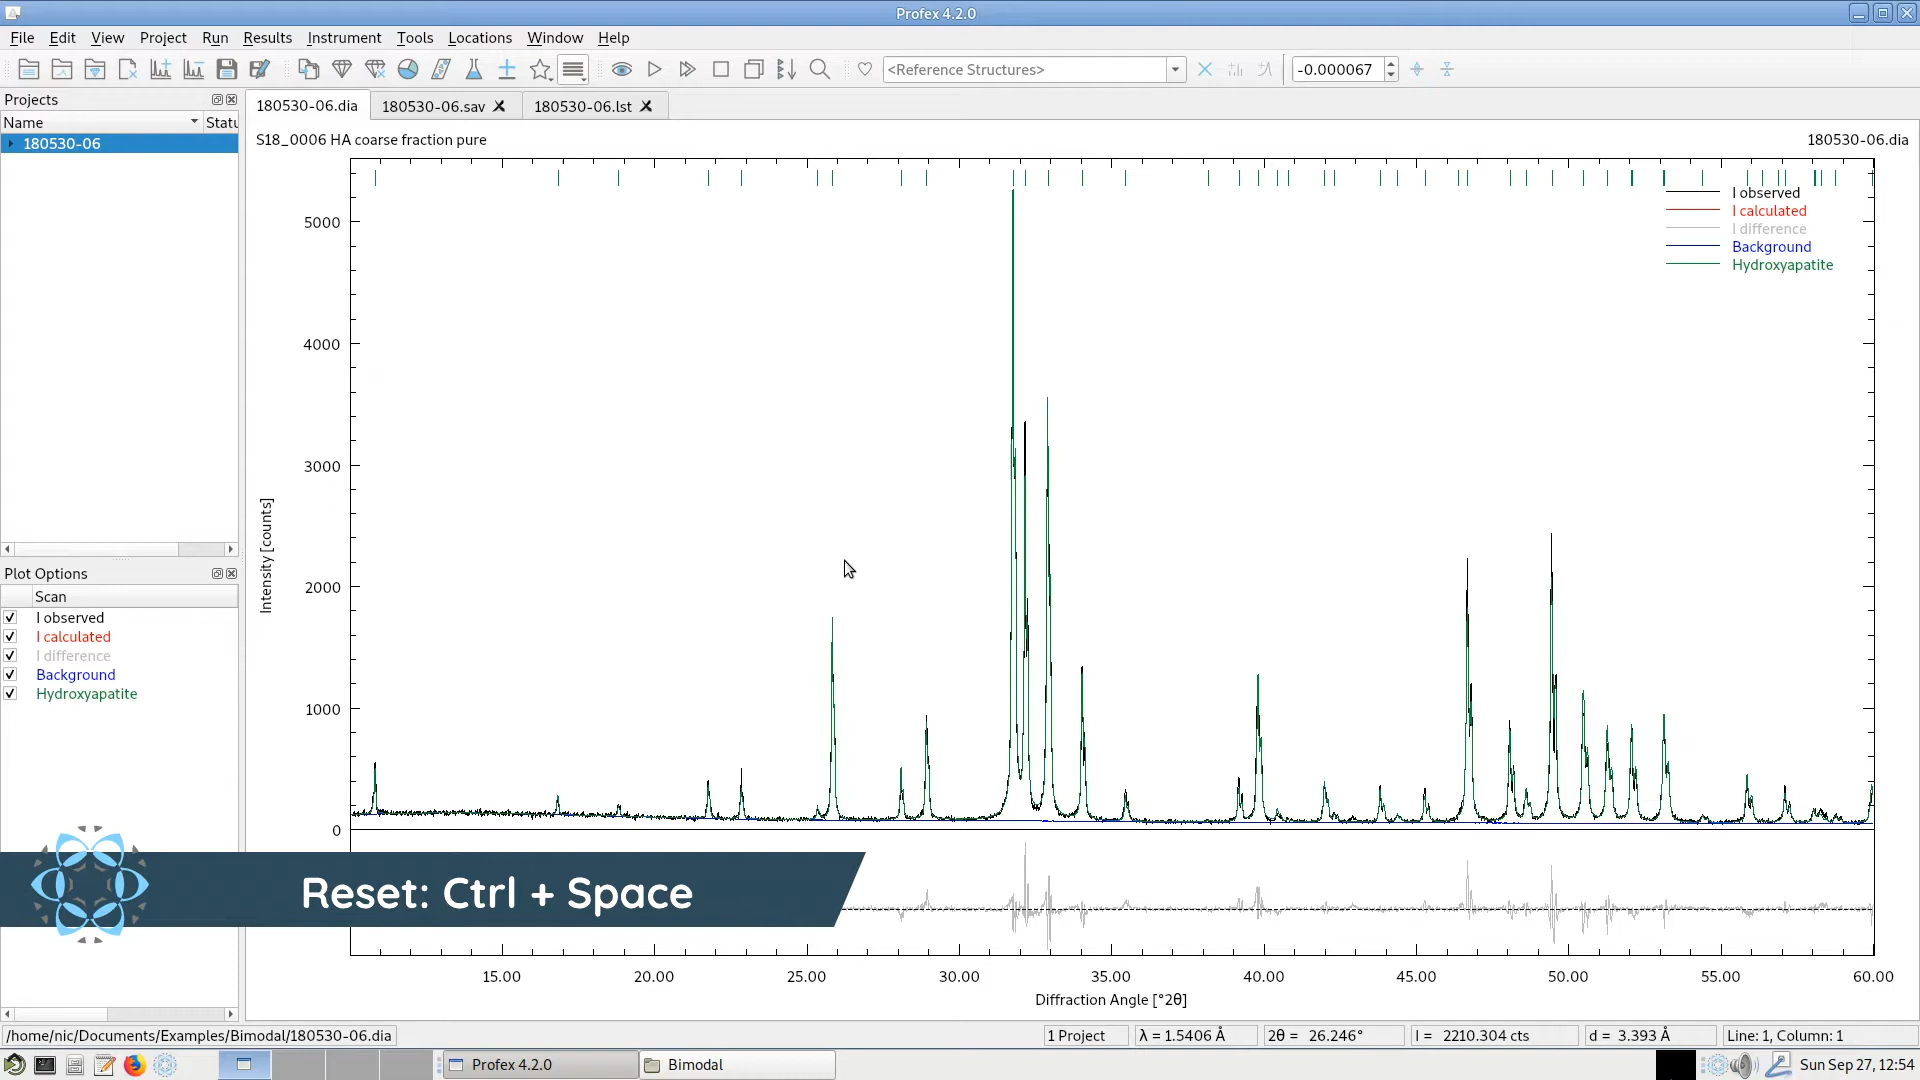 Profex 4.2.0
File Edit View Project Run Results Instrument Tools Locations Window Help
<Reference Structures>
-0.000067
Projects
Name
Statu
180530-06
180530-06.dia
180530-06.sav
180530-06.lst
S18_0006 HA coarse fraction pure
180530-06.dia
I observed
I calculated
I difference
Background
Hydroxyapatite
5000
4000
3000
2000
1000
0
Intensity [counts]
Plot Options
Scan
I observed
I calculated
I difference
Background
Hydroxyapatite
Reset: Ctrl + Space
15.00 20.00 25.00 30.00 35.00 40.00 45.00 50.00 55.00 60.00
Diffraction Angle [°2θ]
/home/nic/Documents/Examples/Bimodal/180530-06.dia
1 Project
λ = 1.5406 Å
2θ = 26.246°
I = 2210.304 cts
d = 3.393 Å
Line: 1, Column: 1
Profex 4.2.0
Bimodal
Sun Sep 27, 12:54